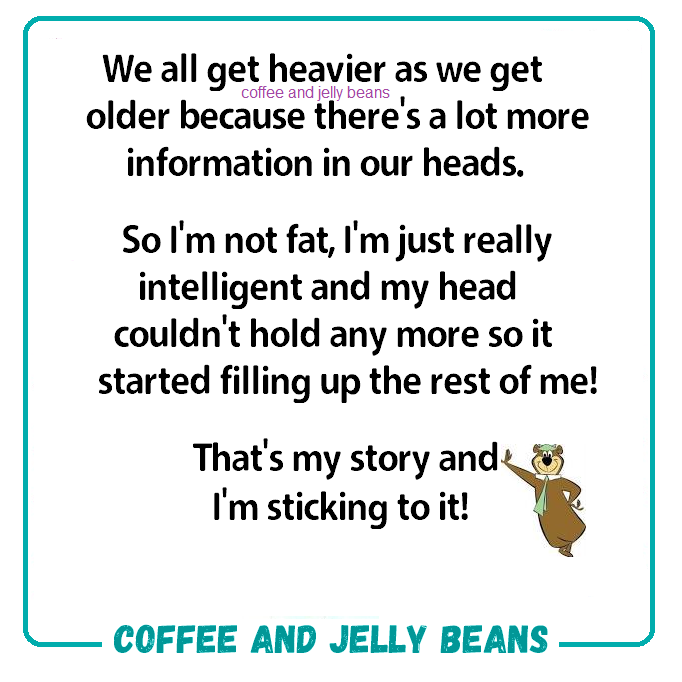 We all get heavier as we get
coffee and jelly beans
older because there's a lot more
information in our heads.
So I'm not fat, I'm just really
intelligent and my head
couldn't hold any more so it
started filling up the rest of me!
That's my story and
I'm sticking to it!
COFFEE AND JELLY BEANS